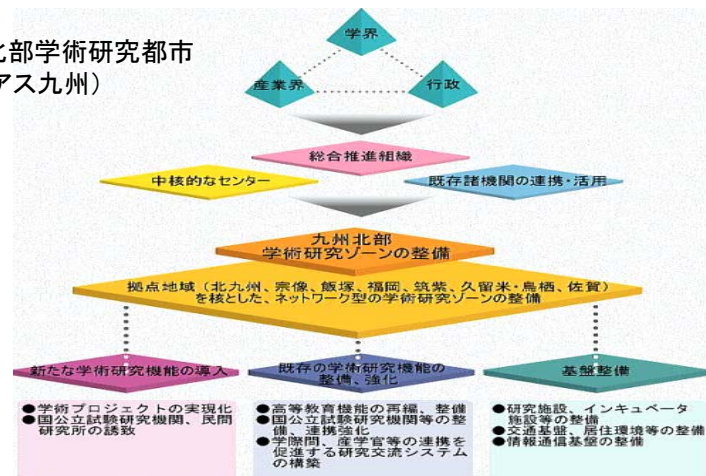 北部学術研究都市
アス九州）
学界
産業界
行政
総合推進組織
中核的なセンター
既存諸機関の連携・活用
九州北部
学術研究ゾーンの整備
拠点地域（北九州、宗像、飯塚、福岡、筑紫、久留米・鳥栖、佐賀）
を核とした、ネットワーク型の学術研究ゾーンの整備
新たな学術研究機能の導入
既存の学術研究機能の
整備、強化
基盤整備
●学術プロジェクトの実現化
●国公立試験研究機関、民間
研究所の誘致
●高等教育機能の再編、整備
●国公立試験研究機関等の整
備、連携強化
●学際間、産学官等の連携を
促進する研究交流システム
の構築
●研究施設、インキュベータ
施設等の整備
●交通基盤、居住環境等の整備
●情報通信基盤の整備